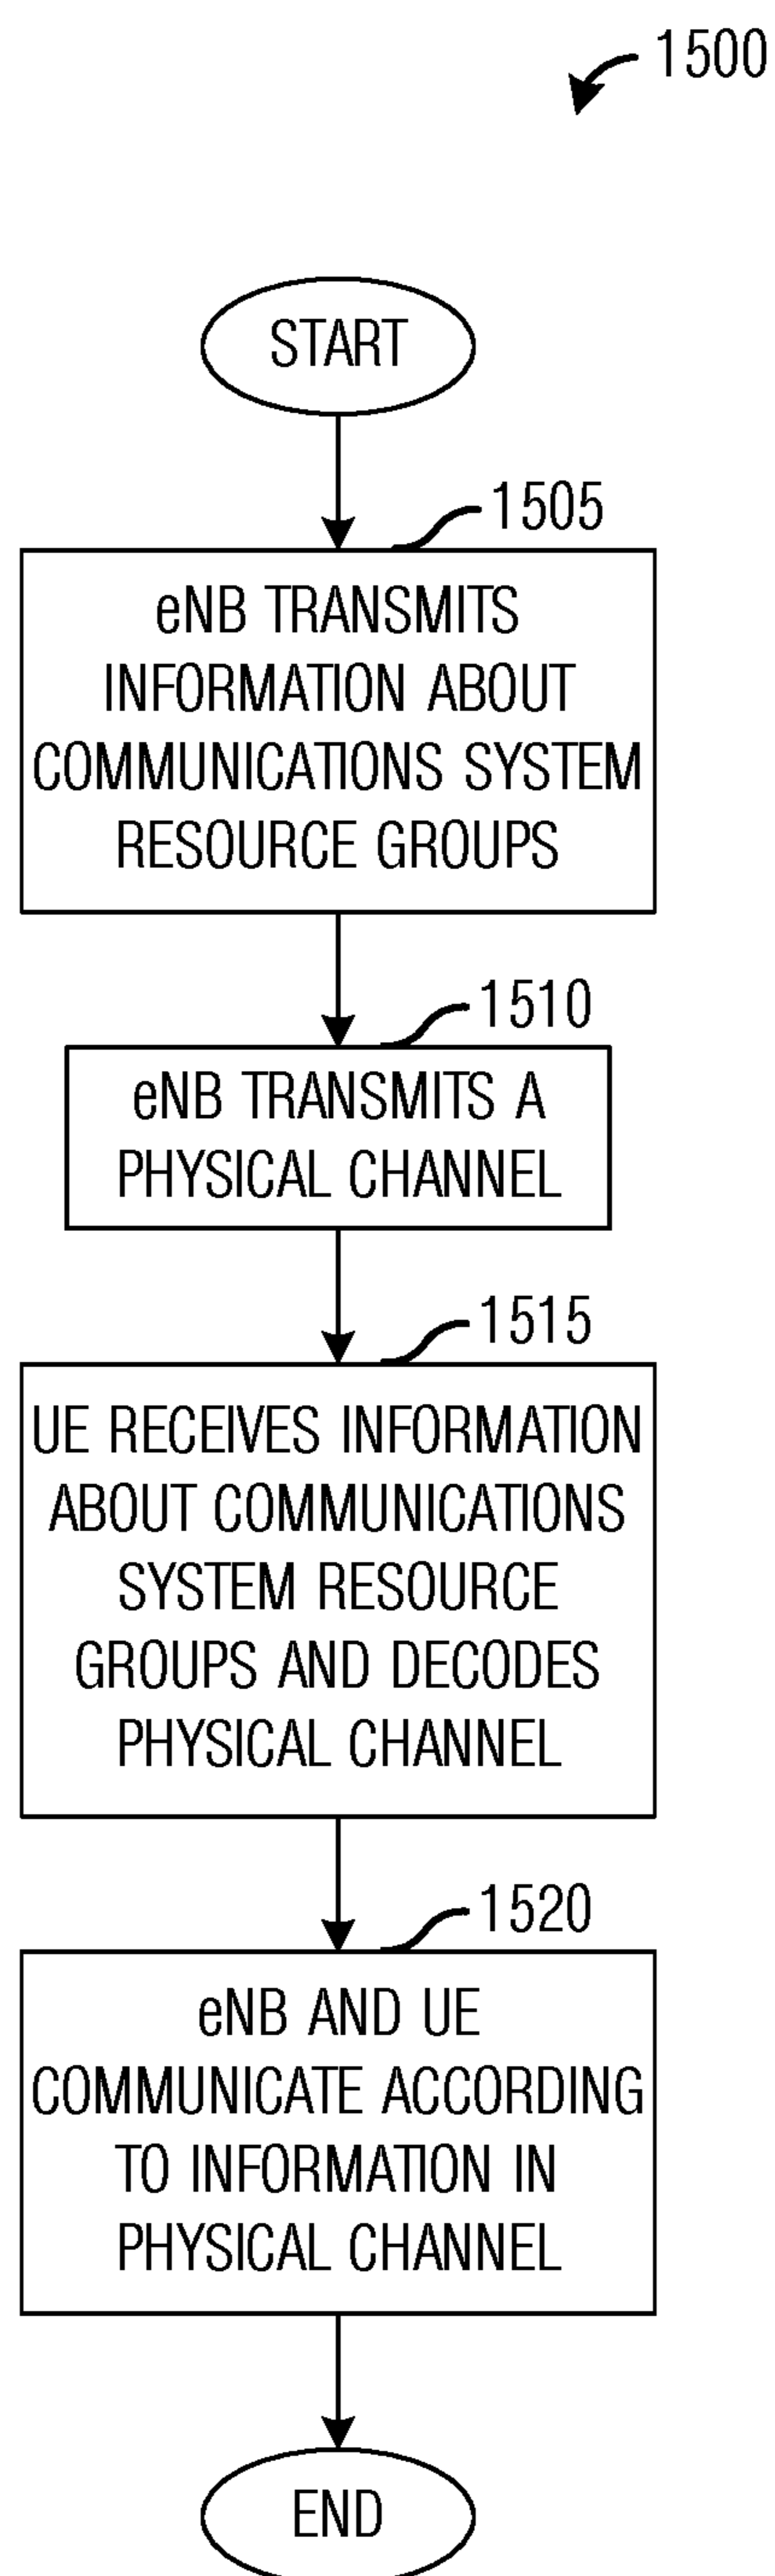 1500
START
1505
eNB TRANSMITS
INFORMATION ABOUT
COMMUNICATIONS SYSTEM
RESOURCE GROUPS
1510
eNB TRANSMITS A
PHYSICAL CHANNEL
1515
UE RECEIVES INFORMATION
ABOUT COMMUNICATIONS
SYSTEM RESOURCE
GROUPS AND DECODES
PHYSICAL CHANNEL
1520
eNB AND UE
COMMUNICATE ACCORDING
TO INFORMATION IN
PHYSICAL CHANNEL
END